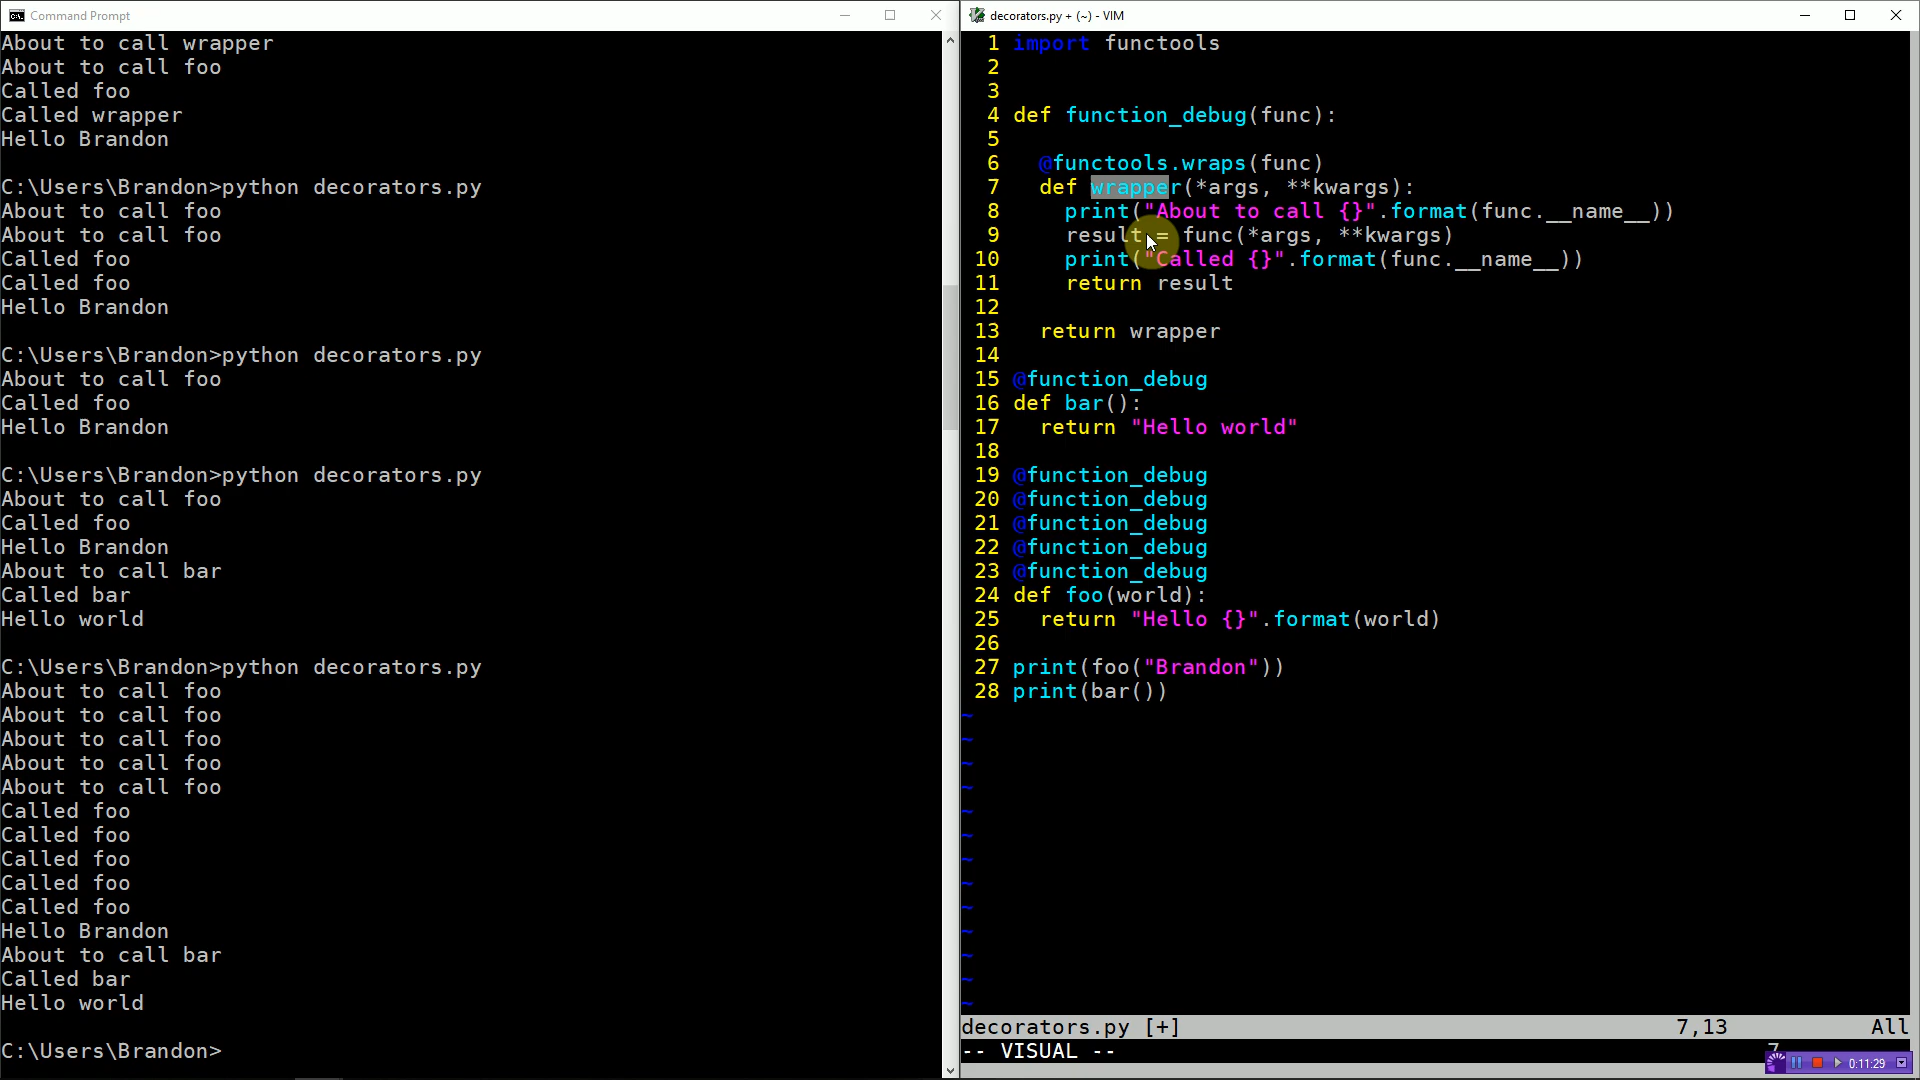 Command Prompt
About to call wrapper
About to call foo
Called foo
Called wrapper
Hello Brandon
C:\Users\Brandon>python decorators.py
About to call foo
About to call foo
Called foo
Called foo
Hello Brandon
C:\Users\Brandon>python decorators.py
About to call foo
Called foo
Hello Brandon
C:\Users\Brandon>python decorators.py
About to call foo
Called foo
Hello Brandon
About to call bar
Called bar
Hello world
C:\Users\Brandon>python decorators.py
About to call foo
About to call foo
About to call foo
About to call foo
About to call foo
Called foo
Called foo
Called foo
Called foo
Called foo
Hello Brandon
About to call bar
Called bar
Hello world
C:\Users\Brandon>
decorators.py + (~) - VIM
1 import functools
2
3
4 def function_debug(func):
5
6   @functools.wraps(func)
7   def wrapper(*args, **kwargs):
8     print("About to call {}".format(func.__name__))
9     result = func(*args, **kwargs)
10     print("Called {}".format(func.__name__))
11     return result
12
13   return wrapper
14
15 @function_debug
16 def bar():
17   return "Hello world"
18
19 @function_debug
20 @function_debug
21 @function_debug
22 @function_debug
23 @function_debug
24 def foo(world):
25   return "Hello {}".format(world)
26
27 print(foo("Brandon"))
28 print(bar())
~
~
~
~
~
~
~
~
~
~
~
~
~
decorators.py [+] 7,13 All
-- VISUAL -- 7
0:11:29